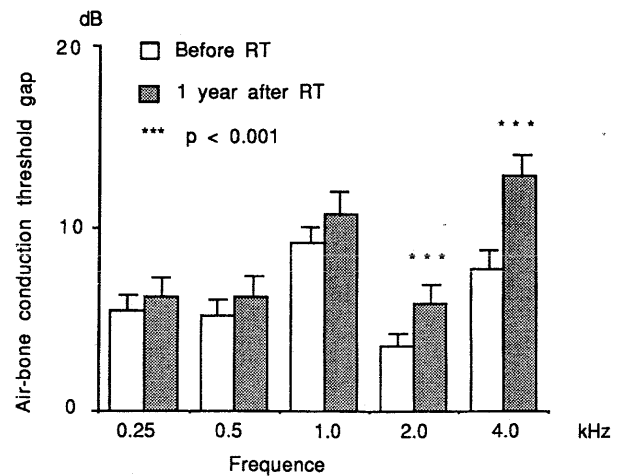 dB
20
Before RT
1 year after RT
*** p < 0.001
* * *
* * *
10
0
Air-bone conduction threshold gap
0.25 0.5 1.0 2.0 4.0 kHz
Frequence